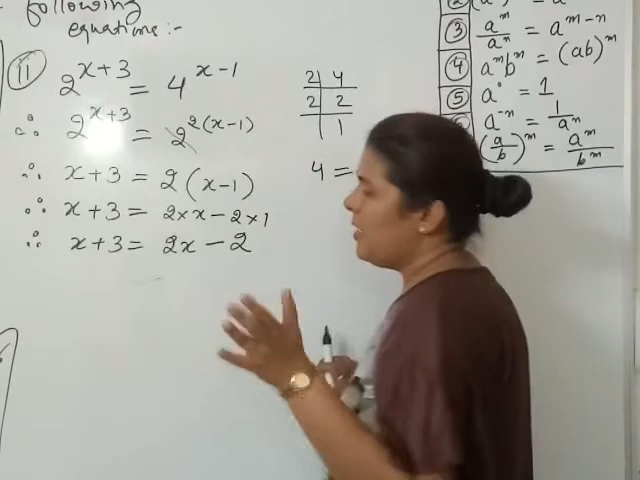 following
equations :-
11 2^{x+3} = 4^{x-1}
∴ 2^{x+3} = 2^{2(x-1)}
∴ x+3 = 2(x-1)
∴ x+3 = 2×x-2×1
∴ x+3 = 2x-2
2 4
2 2
1
4 =
③ a^m/a^n = a^{m-n}
④ a^m b^n = (ab)^m
⑤ a° = 1
a^{-n} = 1/a^n
(a/b)^m = a^m/b^m